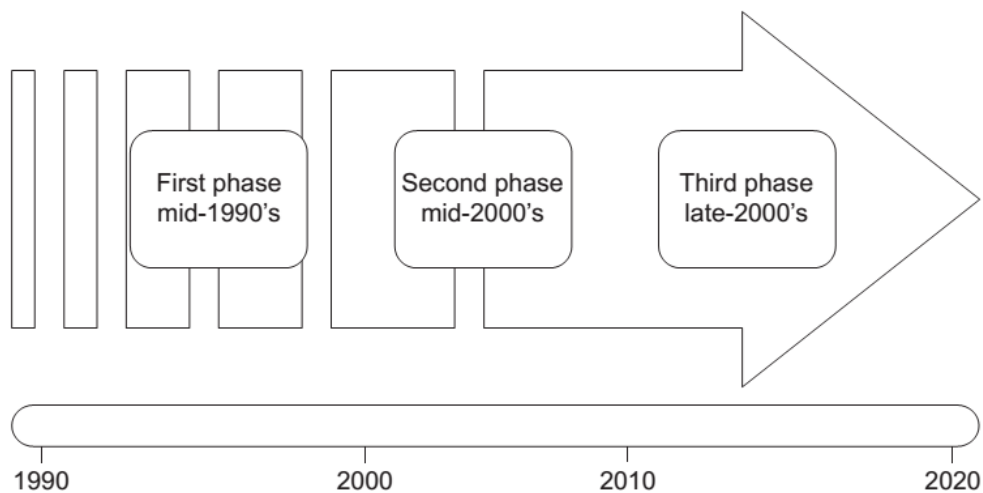 First phase
mid-1990's
Second phase
mid-2000's
Third phase
late-2000's
1990
2000
2010
2020